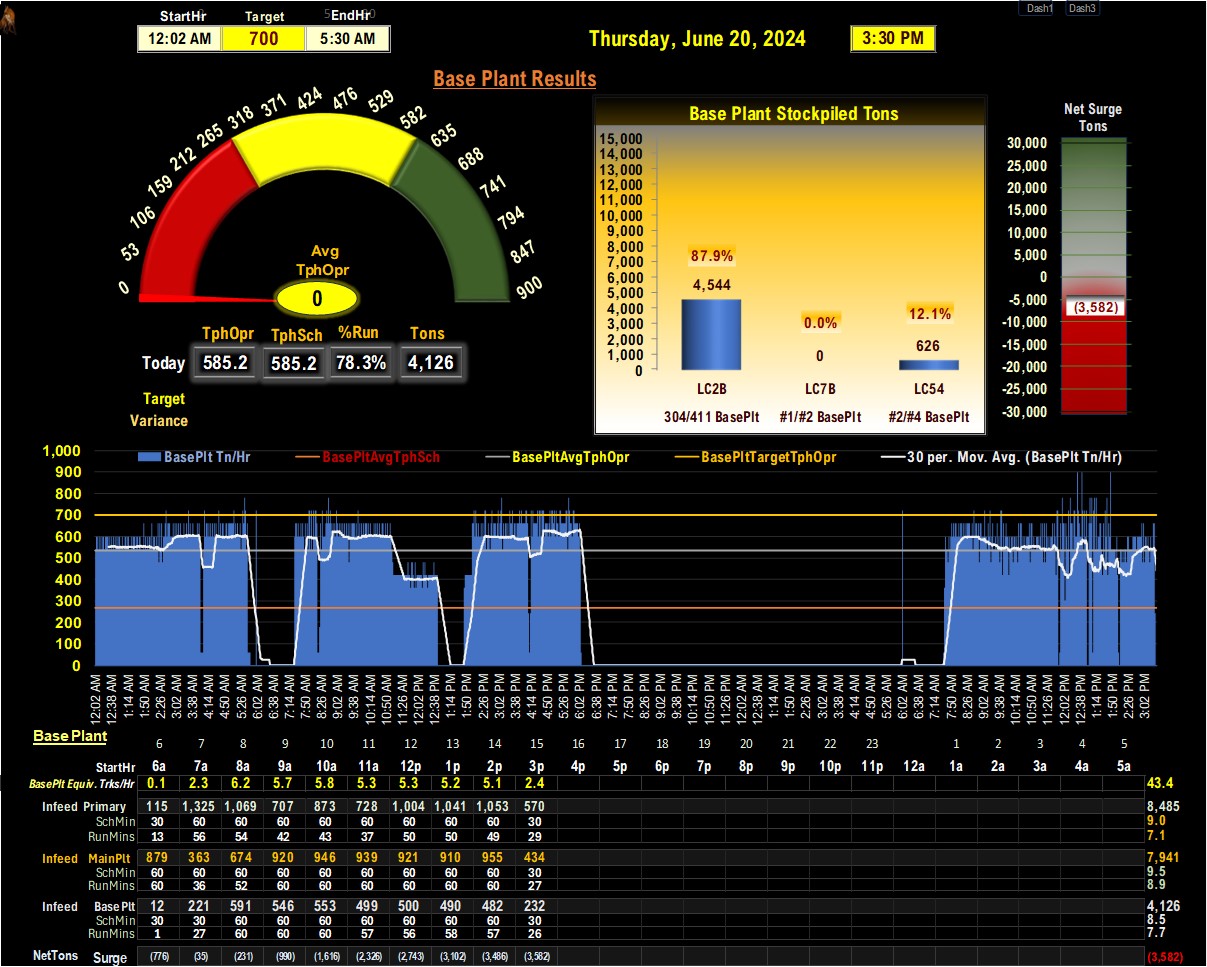 StartHr Target EndHr Dash1 Dash3
12:02 AM 700 5:30 AM Thursday, June 20, 2024 3:30 PM
Base Plant Results
0 53 106 159 212 265 318 371 424 476 529 582 635 688 741 794 847 900
Avg
TphOpr
0
TphOpr TphSch %Run Tons
Today 585.2 585.2 78.3% 4,126
Target
Variance
Base Plant Stockpiled Tons
15,000
14,000
13,000
12,000
11,000
10,000
9,000
8,000
7,000
6,000
5,000
4,000
3,000
2,000
1,000
0
87.9% 0.0% 12.1%
4,544 0 626
LC2B LC7B LC54
304/411 BasePlt #1/#2 BasePlt #2/#4 BasePlt
Net Surge
Tons
30,000
25,000
20,000
15,000
10,000
5,000
0
-5,000
(3,582)
-10,000
-15,000
-20,000
-25,000
-30,000
BasePlt Tn/Hr BasePltAvgTphSch BasePltAvgTphOpr BasePltTargetTphOpr 30 per. Mov. Avg. (BasePlt Tn/Hr)
1,000
900
800
700
600
500
400
300
200
100
0
12:02 AM 12:38 AM 1:14 AM 1:50 AM 2:26 AM 3:02 AM 3:38 AM 4:14 AM 4:50 AM 5:26 AM 6:02 AM 6:38 AM 7:14 AM 7:50 AM 8:26 AM 9:02 AM 9:38 AM 10:14 AM 10:50 AM 11:26 AM 12:02 PM 12:38 PM 1:14 PM 1:50 PM 2:26 PM 3:02 PM 3:38 PM 4:14 PM 4:50 PM 5:26 PM 6:02 PM 6:38 PM 7:14 PM 7:50 PM 8:26 PM 9:02 PM 9:38 PM 10:14 PM 10:50 PM 11:26 PM 12:02 AM 12:38 AM 1:14 AM 1:50 AM 2:26 AM 3:02 AM 3:38 AM 4:14 AM 4:50 AM 5:26 AM 6:02 AM 6:38 AM 7:14 AM 7:50 AM 8:26 AM 9:02 AM 9:38 AM 10:14 AM 10:50 AM 11:26 AM 12:02 PM 12:38 PM 1:14 PM 1:50 PM 2:26 PM 3:02 PM
Base Plant 6 7 8 9 10 11 12 13 14 15 16 17 18 19 20 21 22 23 1 2 3 4 5
StartHr 6a 7a 8a 9a 10a 11a 12p 1p 2p 3p 4p 5p 6p 7p 8p 9p 10p 11p 12a 1a 2a 3a 4a 5a
BasePlt Equiv. Trks/Hr 0.1 2.3 6.2 5.7 5.8 5.3 5.3 5.2 5.1 2.4 43.4
Infeed Primary 115 1,325 1,069 707 873 728 1,004 1,041 1,053 570 8,485
SchMin 30 60 60 60 60 60 60 60 60 30 9.0
RunMins 13 56 54 42 43 37 50 50 49 29 7.1
Infeed MainPlt 879 363 674 920 946 939 921 910 955 434 7,941
SchMin 60 60 60 60 60 60 60 60 60 30 9.5
RunMins 60 36 52 60 60 60 60 60 60 27 8.9
Infeed BasePlt 12 221 591 546 553 499 500 490 482 232 4,126
SchMin 30 30 60 60 60 60 60 60 60 30 8.5
RunMins 1 27 60 60 60 57 56 58 57 26 7.7
NetTons Surge (776) (35) (231) (990) (1,616) (2,326) (2,743) (3,102) (3,486) (3,582) (3,582)